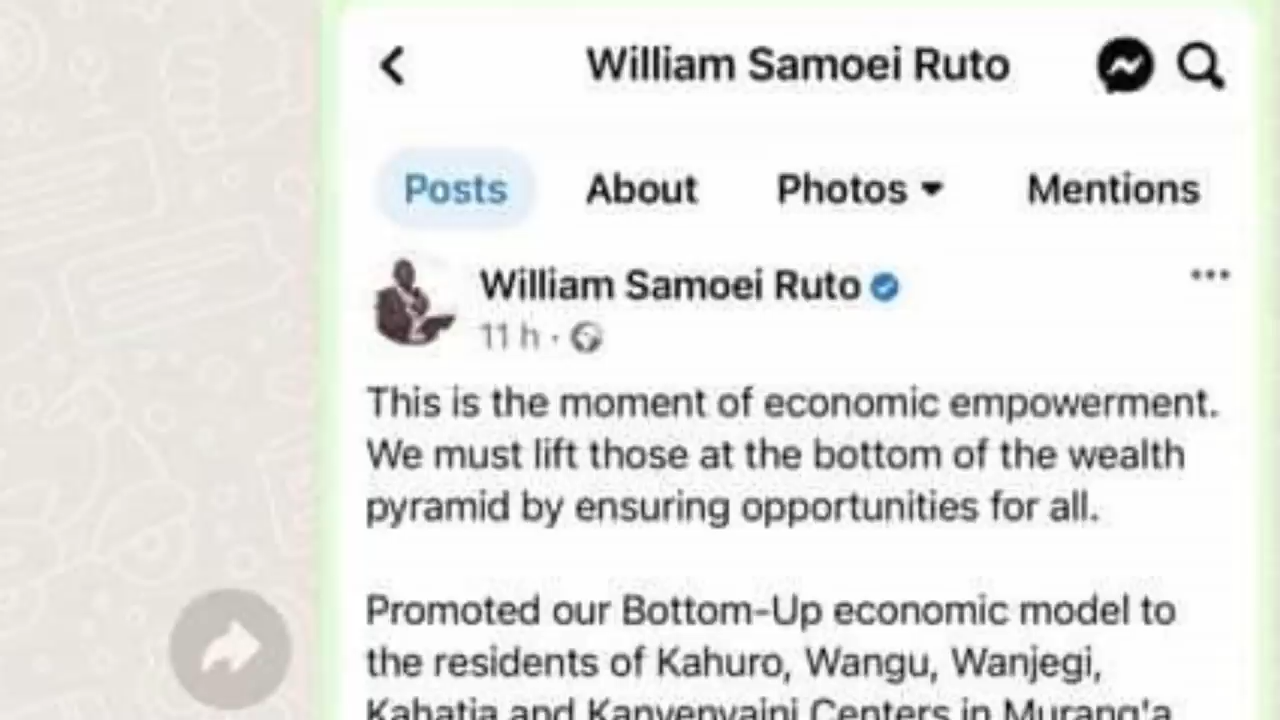 William Samoei Ruto
Posts About Photos Mentions
William Samoei Ruto
11 h ·
This is the moment of economic empowerment.
We must lift those at the bottom of the wealth
pyramid by ensuring opportunities for all.
Promoted our Bottom-Up economic model to
the residents of Kahuro, Wangu, Wanjegi,
Kahatia and Kanyenyaini Centers in Murang'a